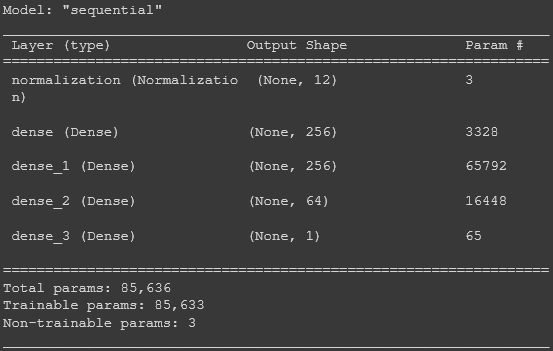 Model: "sequential"
_________________________________________________________________
Layer (type) Output Shape Param #
=================================================================
normalization (Normalizatio (None, 12) 3
n)
dense (Dense) (None, 256) 3328
dense_1 (Dense) (None, 256) 65792
dense_2 (Dense) (None, 64) 16448
dense_3 (Dense) (None, 1) 65
=================================================================
Total params: 85,636
Trainable params: 85,633
Non-trainable params: 3
_________________________________________________________________